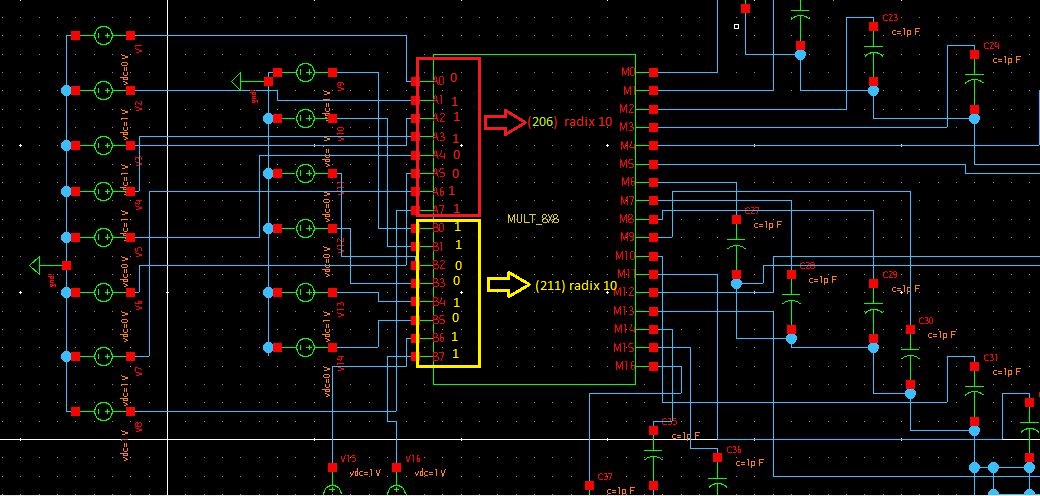 V1
vdc=0 V
V2
vdc=1 V
V3
vdc=1 V
V4
vdc=1 V
V5
vdc=0 V
V6
vdc=0 V
V7
vdc=1 V
V8
vdc=1 V
gnd!
gnd!
V9
vdc=1 V
V10
vdc=1 V
V11
vdc=0 V
V12
vdc=0 V
V13
vdc=1 V
V14
vdc=0 V
V15
vdc=1 V
V16
vdc=1 V
A0 0
A1 1
A2 1
A3 1
A4 0
A5 0
A6 1
A7 1
B0 1
B1 1
B2 0
B3 0
B4 1
B5 0
B6 1
B7 1
(206) radix 10
(211) radix 10
MULT_8X8
M0
M1
M2
M3
M4
M5
M6
M7
M8
M9
M10
M11
M12
M13
M14
M15
M16
C23
c=1p F
C24
c=1p F
C27
c=1p F
C28
c=1p F
C29
c=1p F
C30
c=1p F
C31
c=1p F
C35
c=1p F
C36
c=1p F
C37
c=1p F